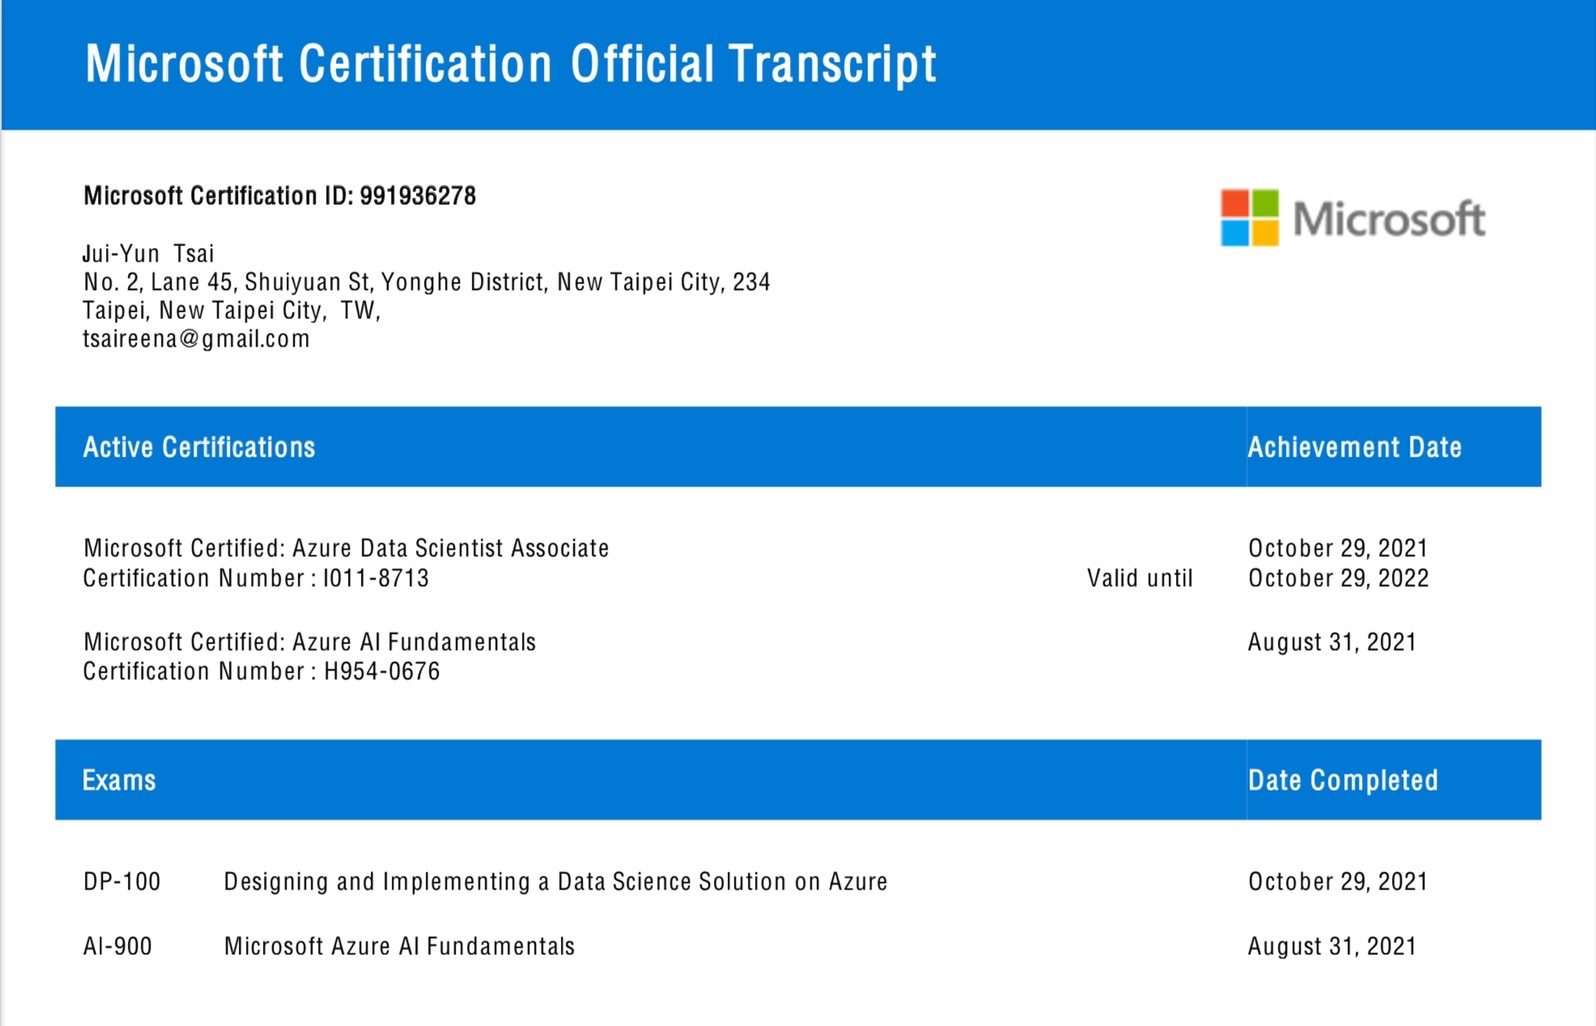 Microsoft Certification Official Transcript
Microsoft Certification ID: 991936278
Microsoft
Jui-Yun  Tsai
No. 2, Lane 45, Shuiyuan St, Yonghe District, New Taipei City, 234
Taipei, New Taipei City,  TW,
tsaireena@gmail.com
Active Certifications Achievement Date
Microsoft Certified: Azure Data Scientist Associate October 29, 2021
Certification Number : I011-8713 Valid until October 29, 2022
Microsoft Certified: Azure AI Fundamentals August 31, 2021
Certification Number : H954-0676
Exams Date Completed
DP-100 Designing and Implementing a Data Science Solution on Azure October 29, 2021
AI-900 Microsoft Azure AI Fundamentals August 31, 2021